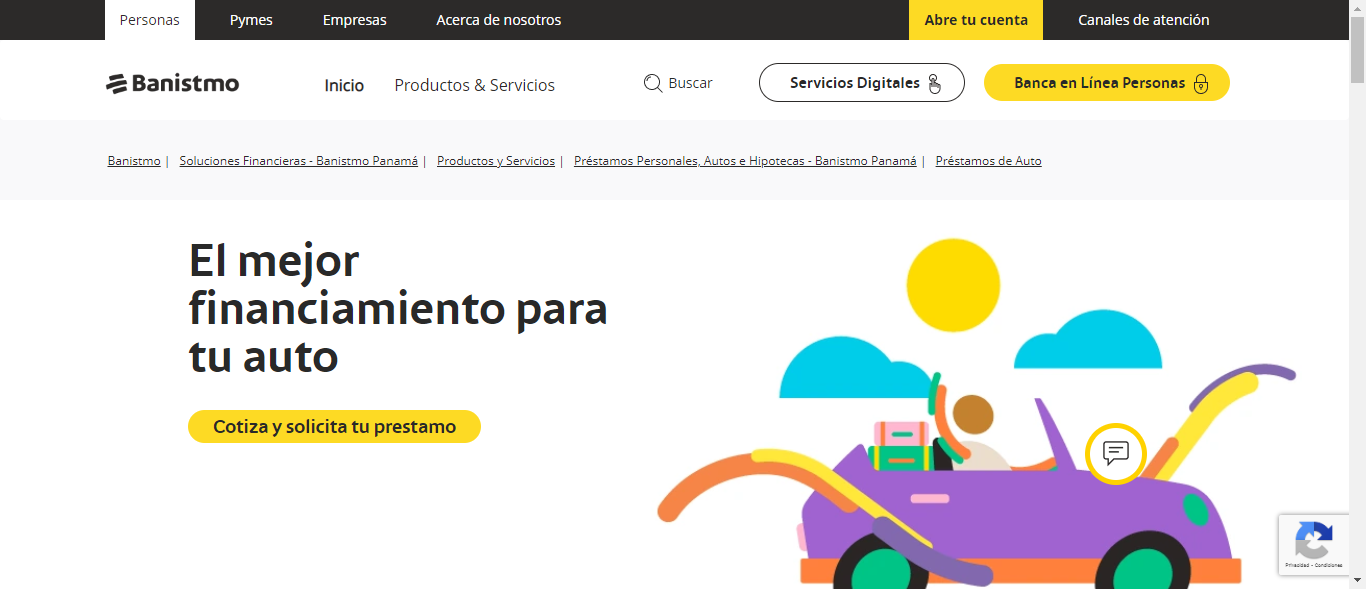 Personas Pymes Empresas Acerca de nosotros Abre tu cuenta Canales de atención
Banistmo Inicio Productos & Servicios Buscar Servicios Digitales Banca en Línea Personas
Banistmo | Soluciones Financieras - Banistmo Panamá | Productos y Servicios | Préstamos Personales, Autos e Hipotecas - Banistmo Panamá | Préstamos de Auto
El mejor
financiamiento para
tu auto
Cotiza y solicita tu prestamo
Privacidad - Condiciones